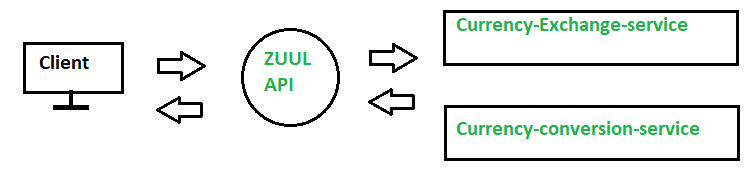 Client
ZUUL
API
Currency-Exchange-service
Currency-conversion-service